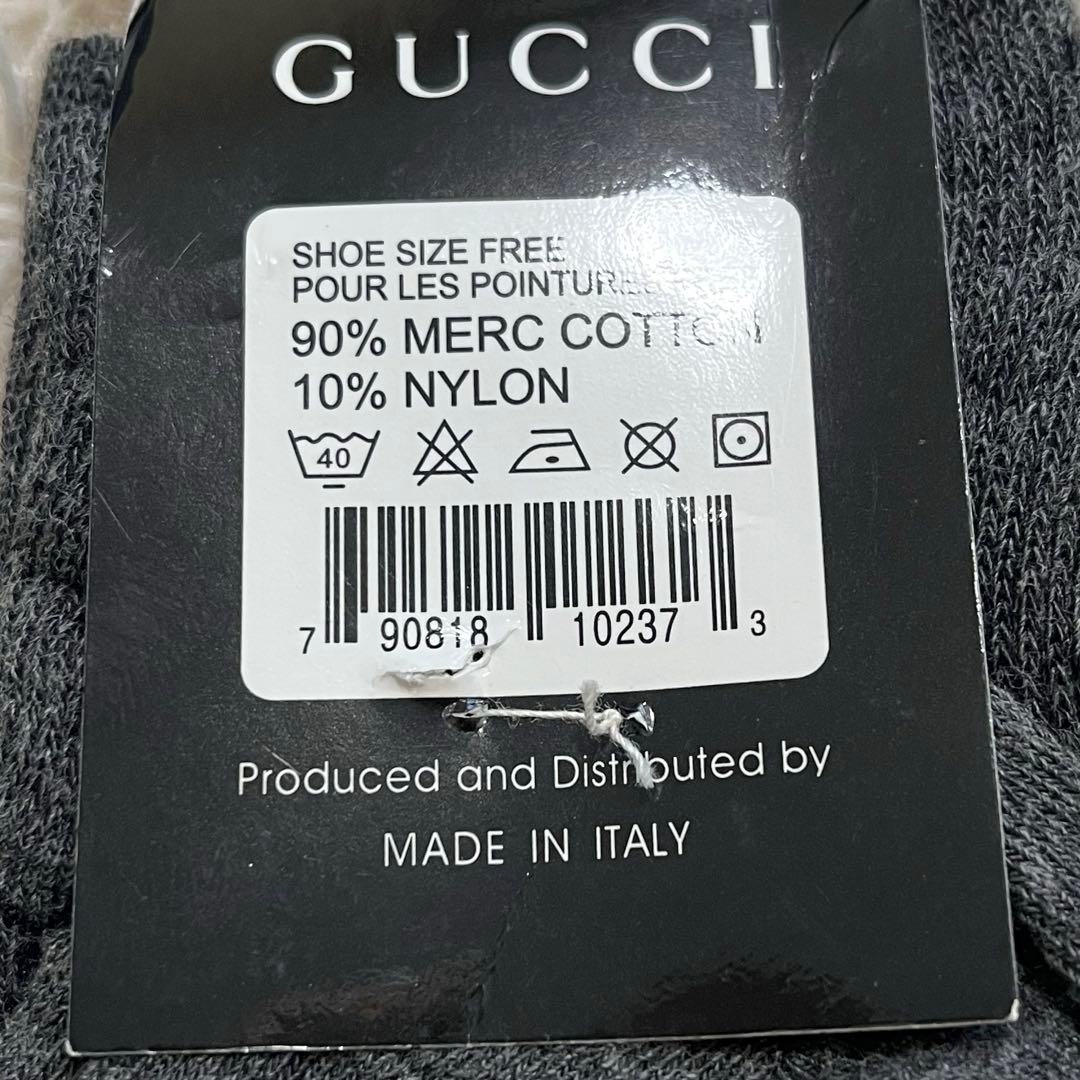 GUCCI
SHOE SIZE FREE
POUR LES POINTURE
90% MERC COTTON
10% NYLON
40
7 90818 10237 3
Produced and Distributed by
MADE IN ITALY